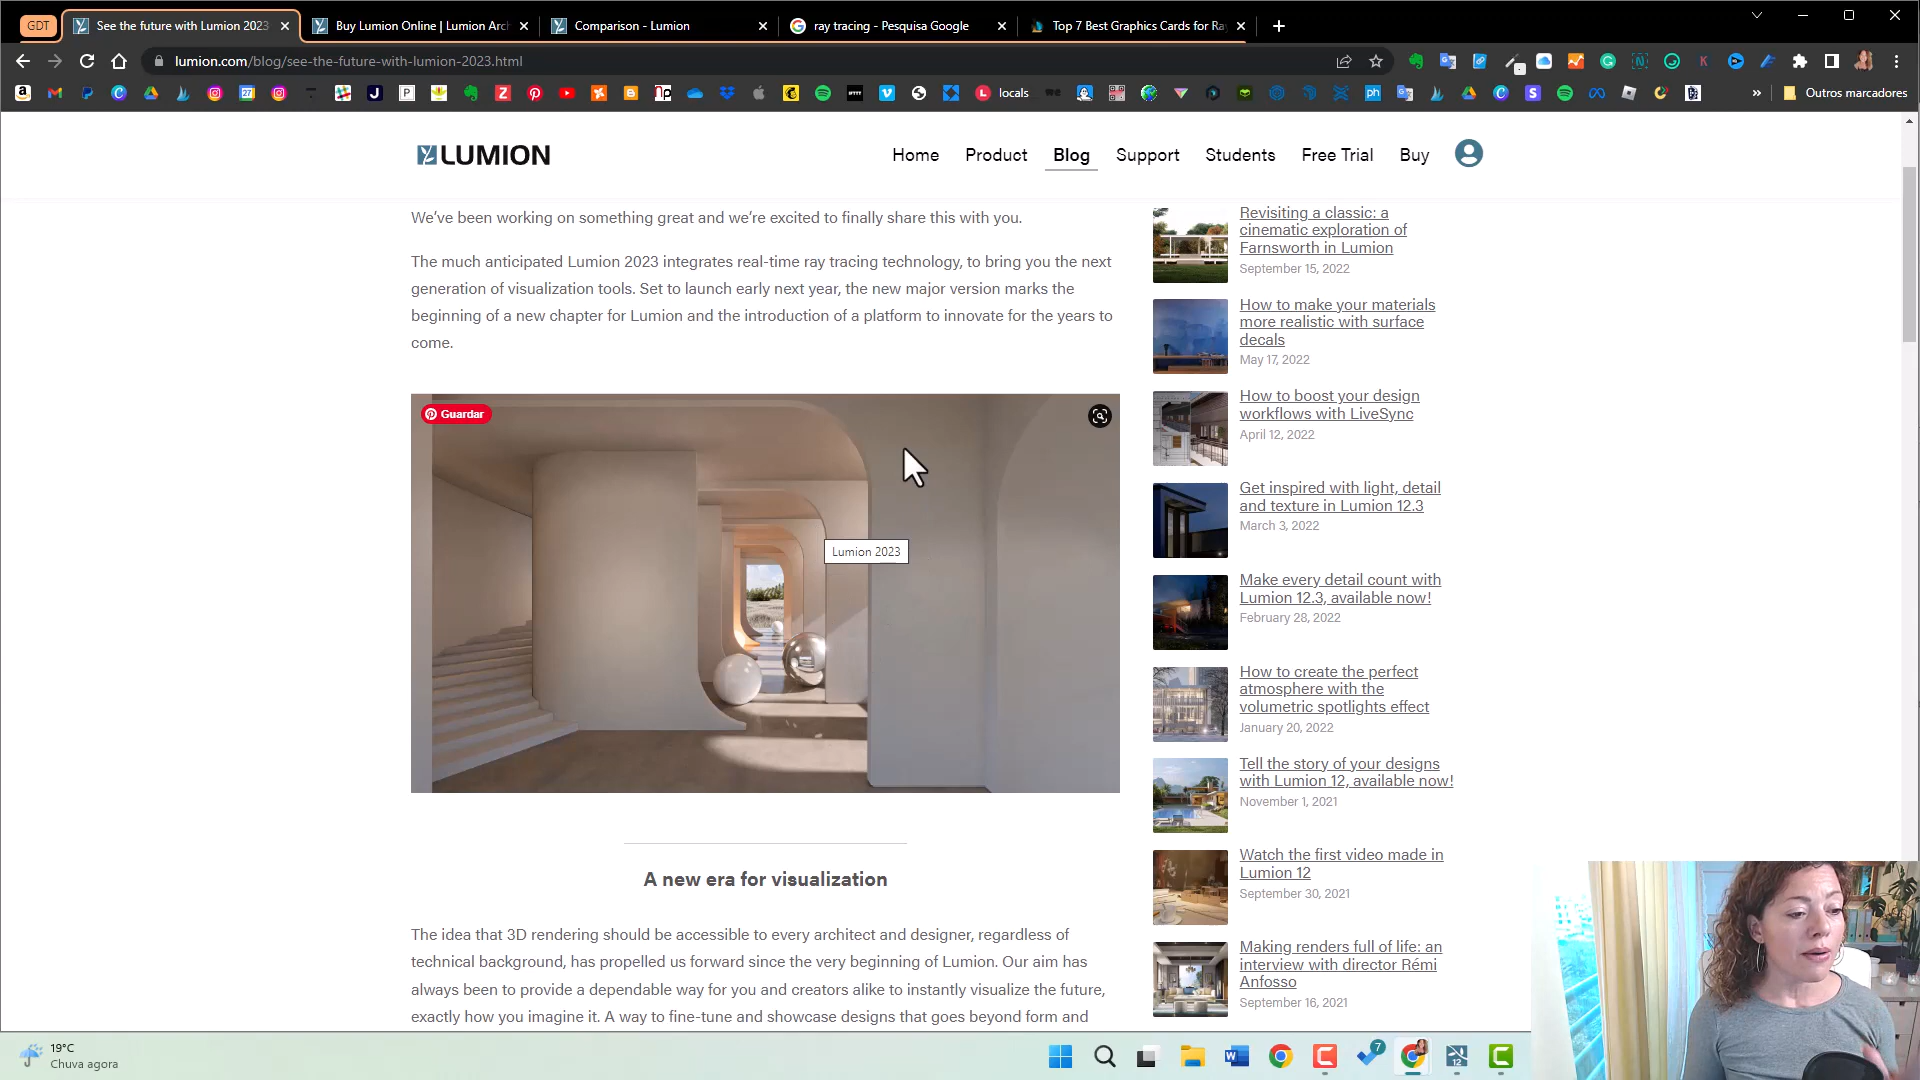 GDT
See the future with Lumion 2023
Buy Lumion Online | Lumion Arch
Comparison - Lumion
ray tracing - Pesquisa Google
Top 7 Best Graphics Cards for Ra
lumion.com/blog/see-the-future-with-lumion-2023.html
locals
Outros marcadores
LUMION
Home
Product
Blog
Support
Students
Free Trial
Buy
We've been working on something great and we're excited to finally share this with you.
The much anticipated Lumion 2023 integrates real-time ray tracing technology, to bring you the next
generation of visualization tools. Set to launch early next year, the new major version marks the
beginning of a new chapter for Lumion and the introduction of a platform to innovate for the years to
come.
Guardar
Lumion 2023
A new era for visualization
The idea that 3D rendering should be accessible to every architect and designer, regardless of
technical background, has propelled us forward since the very beginning of Lumion. Our aim has
always been to provide a dependable way for you and creators alike to instantly visualize the future,
exactly how you imagine it. A way to fine-tune and showcase designs that goes beyond form and
Revisiting a classic: a
cinematic exploration of
Farnsworth in Lumion
September 15, 2022
How to make your materials
more realistic with surface
decals
May 17, 2022
How to boost your design
workflows with LiveSync
April 12, 2022
Get inspired with light, detail
and texture in Lumion 12.3
March 3, 2022
Make every detail count with
Lumion 12.3, available now!
February 28, 2022
How to create the perfect
atmosphere with the
volumetric spotlights effect
January 20, 2022
Tell the story of your designs
with Lumion 12, available now!
November 1, 2021
Watch the first video made in
Lumion 12
September 30, 2021
Making renders full of life: an
interview with director Rémi
Anfosso
September 16, 2021
19°C
Chuva agora
7
12